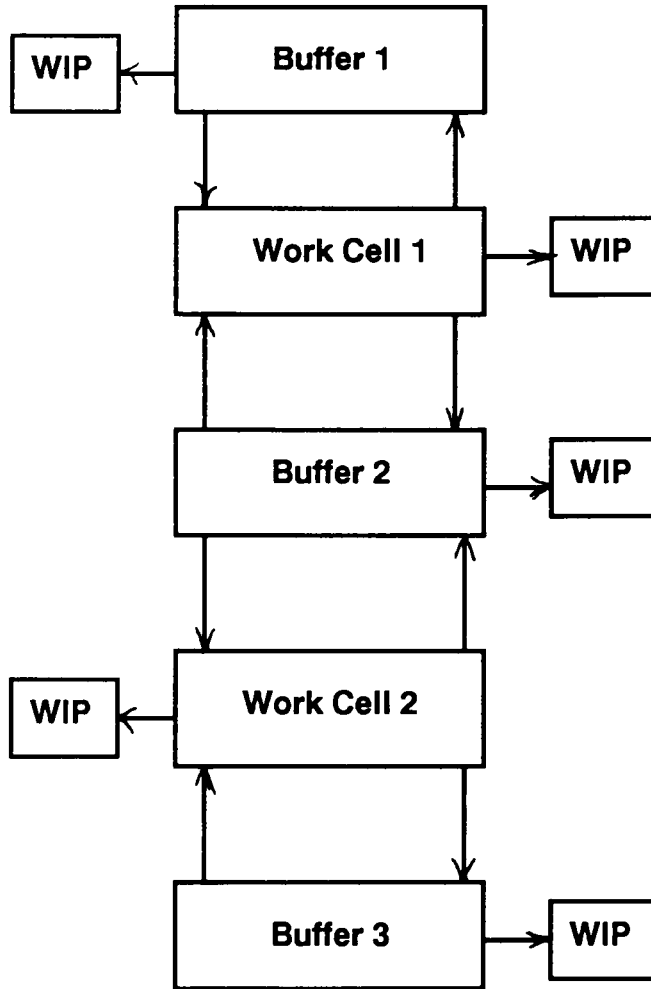 WIP
Buffer 1
Work Cell 1
WIP
Buffer 2
WIP
WIP
Work Cell 2
Buffer 3
WIP